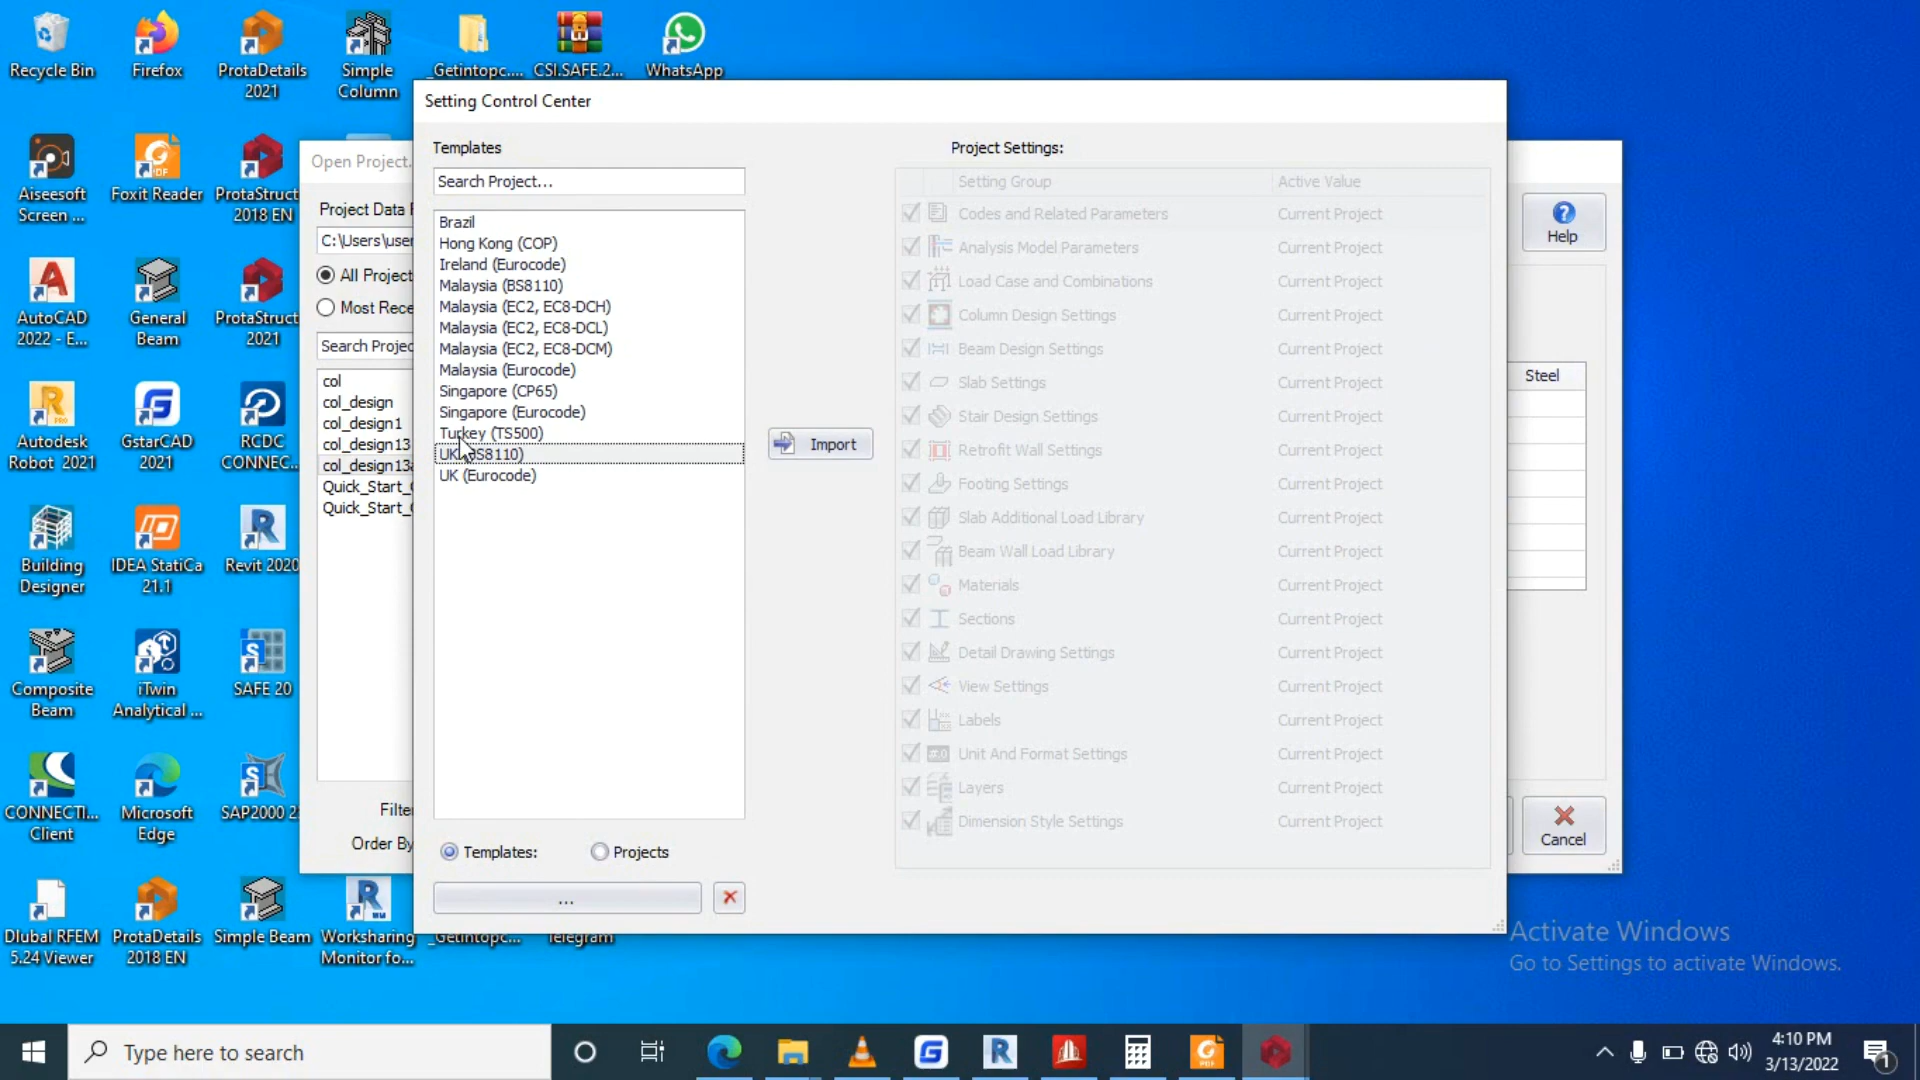 Recycle Bin
Firefox
ProtaDetails
2021
Simple
Column
_Getintopc....
CSI.SAFE.2...
WhatsApp
Aiseesoft
Screen ...
Foxit Reader
ProtaStruct
2018 EN
AutoCAD
2022 - E...
General
Beam
ProtaStruct
2021
Autodesk
Robot 2021
GstarCAD
2021
RCDC
CONNEC...
Building
Designer
IDEA StatiCa
21.1
Revit 2020
Composite
Beam
iTwin
Analytical ...
SAFE 20
CONNECTI...
Client
Microsoft
Edge
SAP2000 2
Dlubal RFEM
5.24 Viewer
ProtaDetails
2018 EN
Simple Beam
Worksharing
Monitor fo...
_Getintopc...
Telegram
Open Project.
Project Data F
C:\Users\user
All Project
Most Rece
Search Projec
col
col_design
col_design1
col_design13
col_design13a
Quick_Start_
Quick_Start_
Filter
Order By
Setting Control Center
Templates
Search Project...
Brazil
Hong Kong (COP)
Ireland (Eurocode)
Malaysia (BS8110)
Malaysia (EC2, EC8-DCH)
Malaysia (EC2, EC8-DCL)
Malaysia (EC2, EC8-DCM)
Malaysia (Eurocode)
Singapore (CP65)
Singapore (Eurocode)
Turkey (TS500)
UK (BS8110)
UK (Eurocode)
Templates:
Projects
...
Import
Project Settings:
Setting Group Active Value
Codes and Related Parameters Current Project
Analysis Model Parameters Current Project
Load Case and Combinations Current Project
Column Design Settings Current Project
Beam Design Settings Current Project
Slab Settings Current Project
Stair Design Settings Current Project
Retrofit Wall Settings Current Project
Footing Settings Current Project
Slab Additional Load Library Current Project
Beam Wall Load Library Current Project
Materials Current Project
Sections Current Project
Detail Drawing Settings Current Project
View Settings Current Project
Labels Current Project
Unit And Format Settings Current Project
Layers Current Project
Dimension Style Settings Current Project
Help
Steel
Cancel
Activate Windows
Go to Settings to activate Windows.
Type here to search
4:10 PM
3/13/2022
1